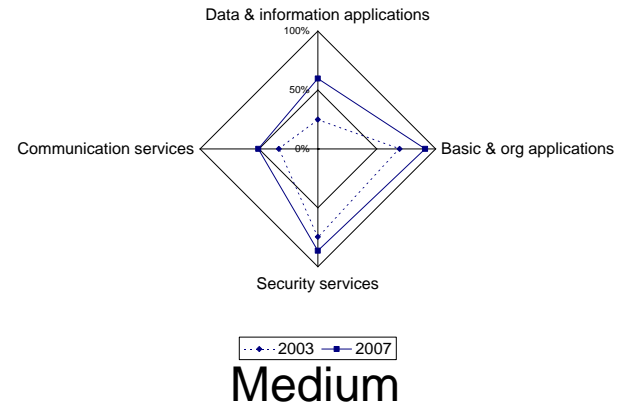 Data & information applications
100%
50%
Communication services
0%
Basic & org applications
Security services
2003 2007
Medium